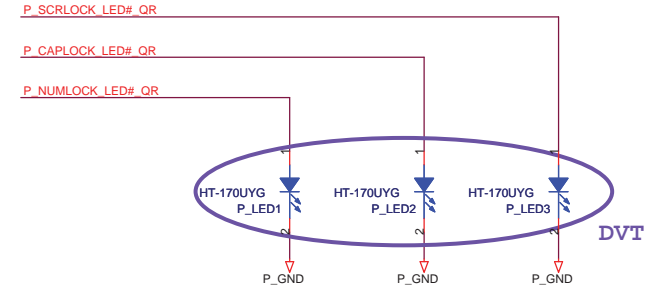 P_SCRLOCK_LED#_QR
P_CAPLOCK_LED#_QR
P_NUMLOCK_LED#_QR
1 1 1
HT-170UYG HT-170UYG HT-170UYG
P_LED1 P_LED2 P_LED3
2 2 2
DVT
P_GND P_GND P_GND